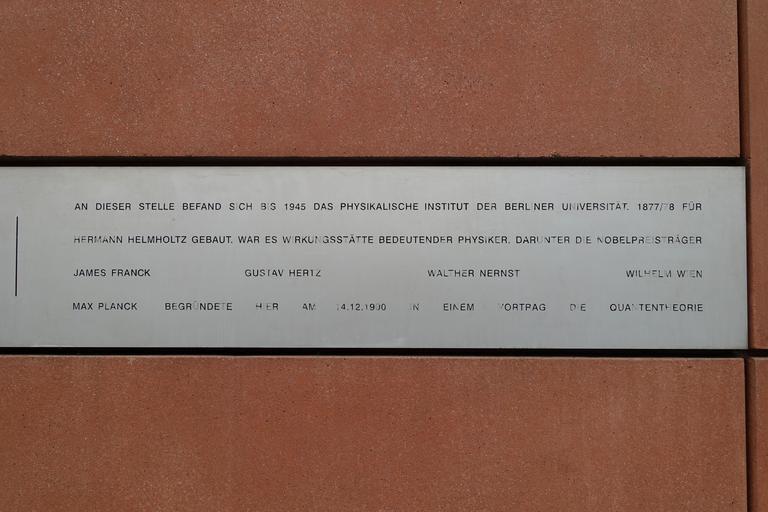 AN DIESER STELLE BEFAND SICH BIS 1945 DAS PHYSIKALISCHE INSTITUT DER BERLINER UNIVERSITÄT. 1877/78 FÜR
HERMANN HELMHOLTZ GEBAUT. WAR ES WIRKUNGSSTÄTTE BEDEUTENDER PHYSIKER. DARUNTER DIE NOBELPREISTRÄGER
JAMES FRANCK GUSTAV HERTZ WALTHER NERNST WILHELM WIEN
MAX PLANCK BEGRÜNDETE HIER AM 14.12.1900 IN EINEM VORTRAG DIE QUANTENTHEORIE